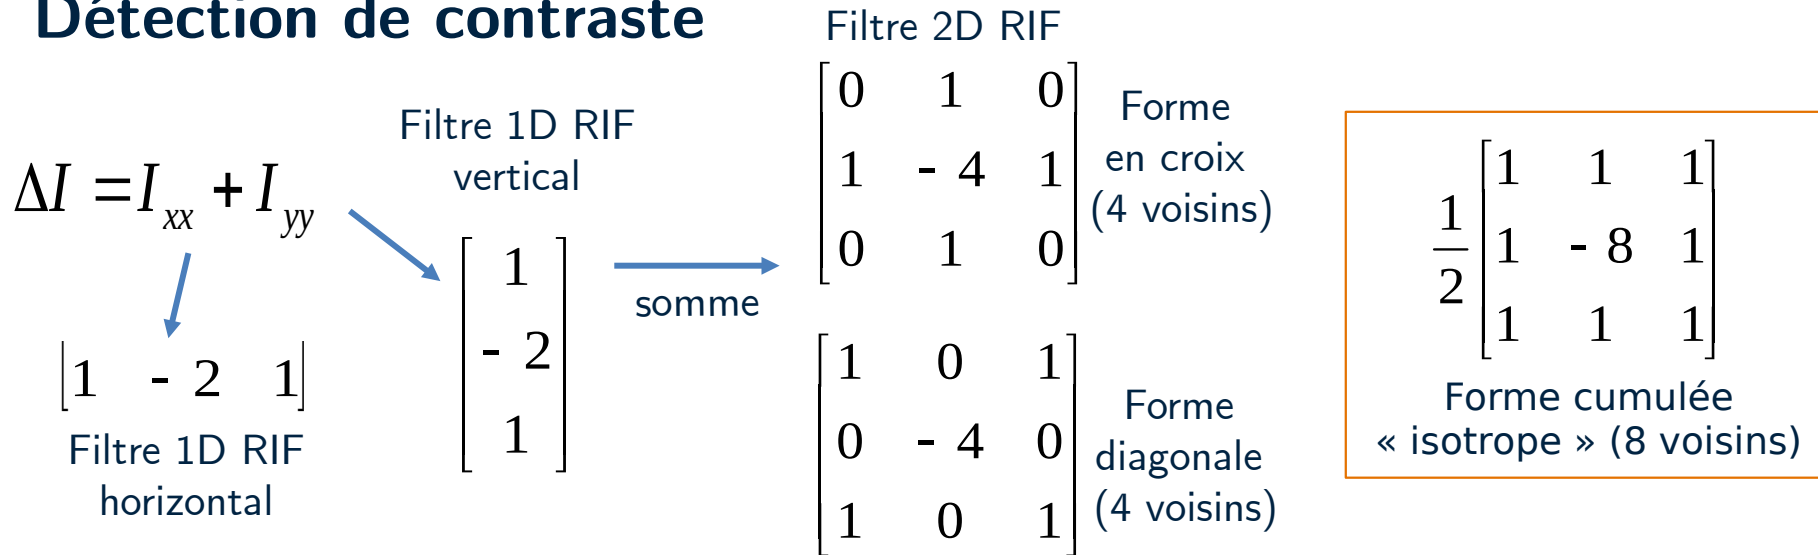 Détection de contraste
ΔI = I_xx + I_yy
[1 - 2 1]
Filtre 1D RIF
horizontal
Filtre 1D RIF
vertical
1
- 2
1
somme
Filtre 2D RIF
0 1 0
1 - 4 1
0 1 0
Forme
en croix
(4 voisins)
1 0 1
0 - 4 0
1 0 1
Forme
diagonale
(4 voisins)
1/2
1 1 1
1 - 8 1
1 1 1
Forme cumulée
« isotrope » (8 voisins)